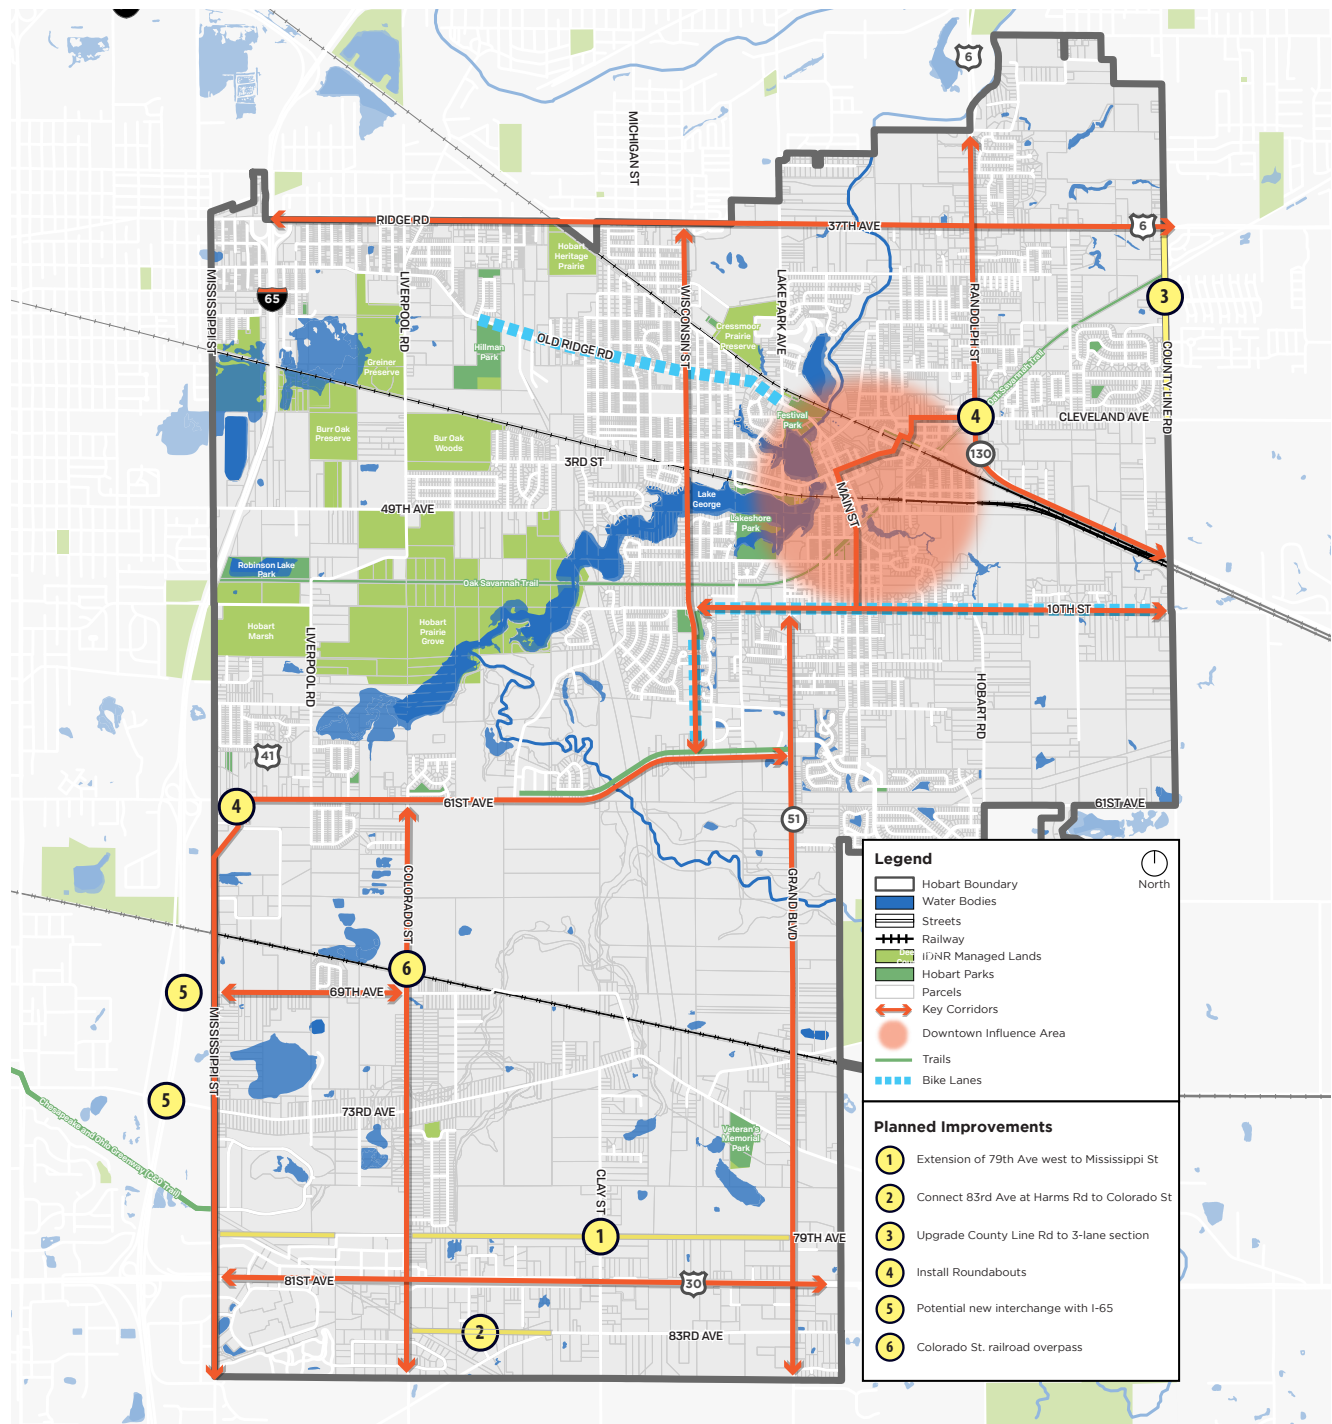 6
MICHIGAN ST
RIDGE RD
37TH AVE
6
Hobart
Heritage
Prairie
MISSISSIPPI ST
65
LIVERPOOL RD
WISCONSIN ST
LAKE PARK AVE
RANDOLPH ST
3
COUNTY LINE RD
Cressmoor
Prairie
Preserve
OLD RIDGE RD
Hillman
Park
Greiner
Preserve
Oak Savannah Trail
Festival
Park
4
CLEVELAND AVE
130
Burr Oak
Preserve
Bur Oak
Woods
3RD ST
MAIN ST
Lake
George
49TH AVE
Lakeshore
Park
Robinson Lake
Park
Oak Savannah Trail
10TH ST
Hobart
Marsh
Hobart
Prairie
Grove
LIVERPOOL RD
HOBART RD
41
4
61ST AVE
61ST AVE
51
COLORADO ST
GRAND BLVD
6
5
69TH AVE
MISSISSIPPI ST
5
73RD AVE
Chesapeake and Ohio Greenway (C&O Trail)
Veteran's
Memorial
Park
CLAY ST
1
79TH AVE
81ST AVE
30
2
83RD AVE
Legend
North
Hobart Boundary
Water Bodies
Streets
Railway
IDNR Managed Lands
Hobart Parks
Parcels
Key Corridors
Downtown Influence Area
Trails
Bike Lanes
Planned Improvements
1 Extension of 79th Ave west to Mississippi St
2 Connect 83rd Ave at Harms Rd to Colorado St
3 Upgrade County Line Rd to 3-lane section
4 Install Roundabouts
5 Potential new interchange with I-65
6 Colorado St. railroad overpass